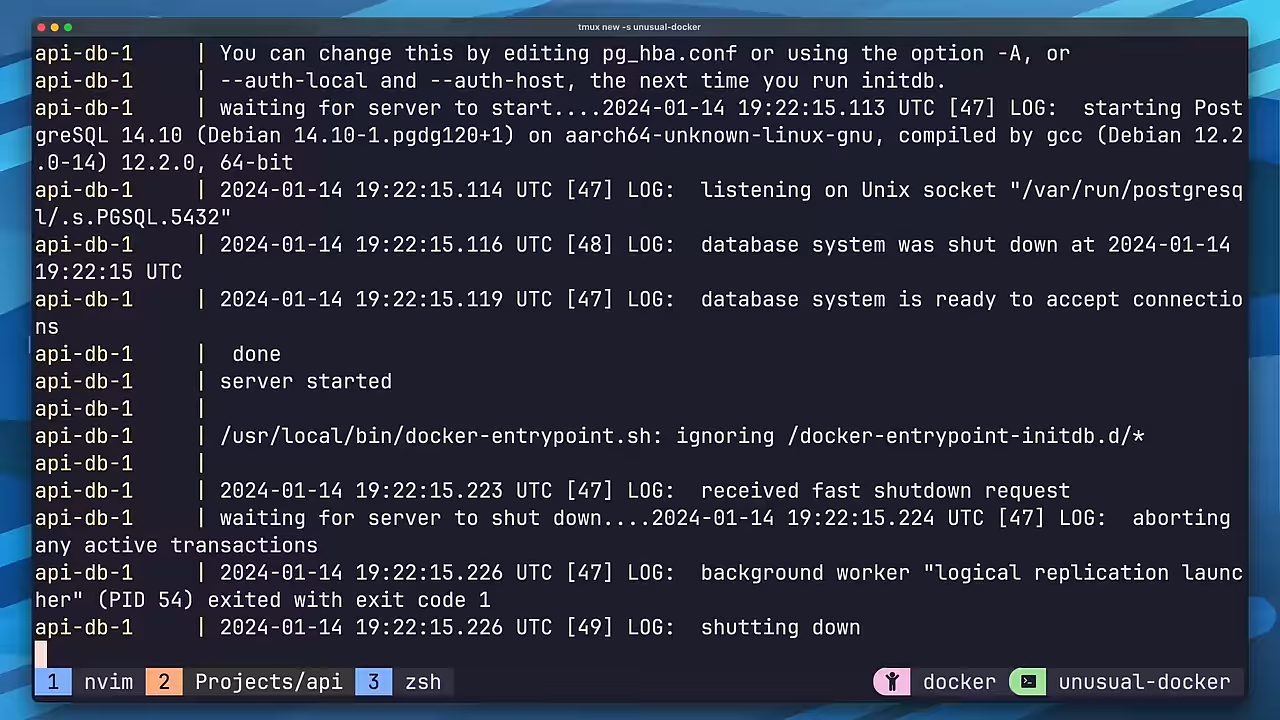 tmux new -s unusual-docker
api-db-1 | You can change this by editing pg_hba.conf or using the option -A, or
api-db-1 | --auth-local and --auth-host, the next time you run initdb.
api-db-1 | waiting for server to start....2024-01-14 19:22:15.113 UTC [47] LOG:  starting Post
greSQL 14.10 (Debian 14.10-1.pgdg120+1) on aarch64-unknown-linux-gnu, compiled by gcc (Debian 12.2
.0-14) 12.2.0, 64-bit
api-db-1 | 2024-01-14 19:22:15.114 UTC [47] LOG:  listening on Unix socket "/var/run/postgresq
l/.s.PGSQL.5432"
api-db-1 | 2024-01-14 19:22:15.116 UTC [48] LOG:  database system was shut down at 2024-01-14
19:22:15 UTC
api-db-1 | 2024-01-14 19:22:15.119 UTC [47] LOG:  database system is ready to accept connectio
ns
api-db-1 |  done
api-db-1 | server started
api-db-1 |
api-db-1 | /usr/local/bin/docker-entrypoint.sh: ignoring /docker-entrypoint-initdb.d/*
api-db-1 |
api-db-1 | 2024-01-14 19:22:15.223 UTC [47] LOG:  received fast shutdown request
api-db-1 | waiting for server to shut down....2024-01-14 19:22:15.224 UTC [47] LOG:  aborting
any active transactions
api-db-1 | 2024-01-14 19:22:15.226 UTC [47] LOG:  background worker "logical replication launc
her" (PID 54) exited with exit code 1
api-db-1 | 2024-01-14 19:22:15.226 UTC [49] LOG:  shutting down
1 nvim 2 Projects/api 3 zsh docker unusual-docker